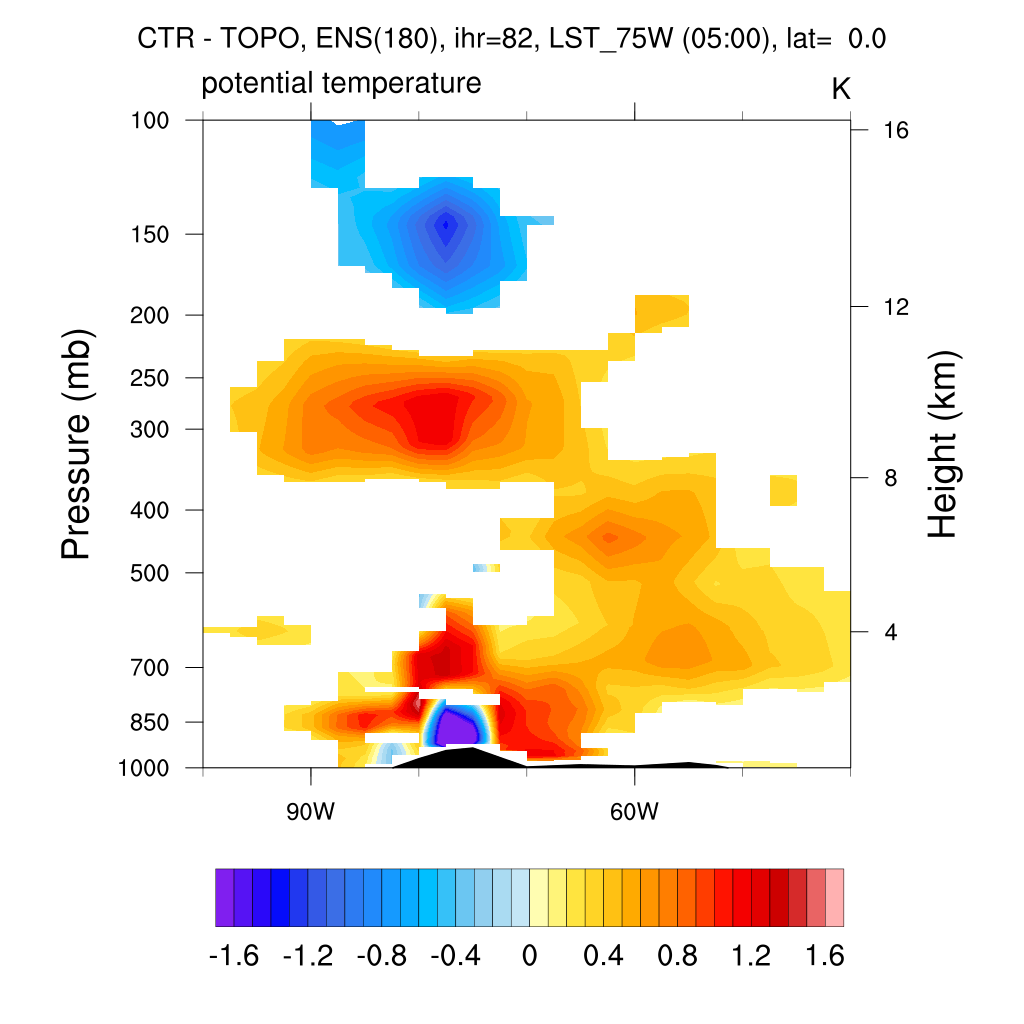 CTR - TOPO, ENS(180), ihr=82, LST_75W (05:00), lat=  0.0
potential temperature K
100
150
200
250
300
400
500
700
850
1000
Pressure (mb)
16
12
8
4
Height (km)
90W 60W
-1.6 -1.2 -0.8 -0.4 0 0.4 0.8 1.2 1.6